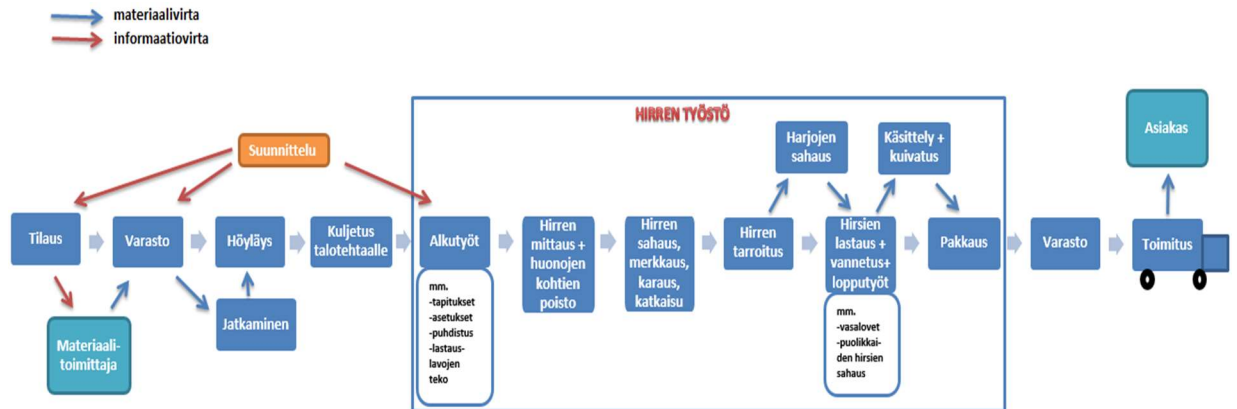 materiaalivirta
informaatiovirta
HIRREN TYÖSTÖ
Suunnittelu
Harjojen
sahaus
Käsittely +
kuivatus
Asiakas
Tilaus
Varasto
Höyläys
Kuljetus
talotehtaalle
Alkutyöt
Hirren
mittaus +
huonojen
kohtien
poisto
Hirren
sahaus,
merkkaus,
karaus,
katkaisu
Hirren
tarroitus
Hirsien
lastaus +
vannetus+
lopputyöt
Pakkaus
Varasto
Toimitus
Materiaali-
toimittaja
Jatkaminen
mm.
-tapitukset
-asetukset
-puhdistus
-lastaus-
lavojen
teko
mm.
-vasalovet
-puolikkai-
den hirsien
sahaus